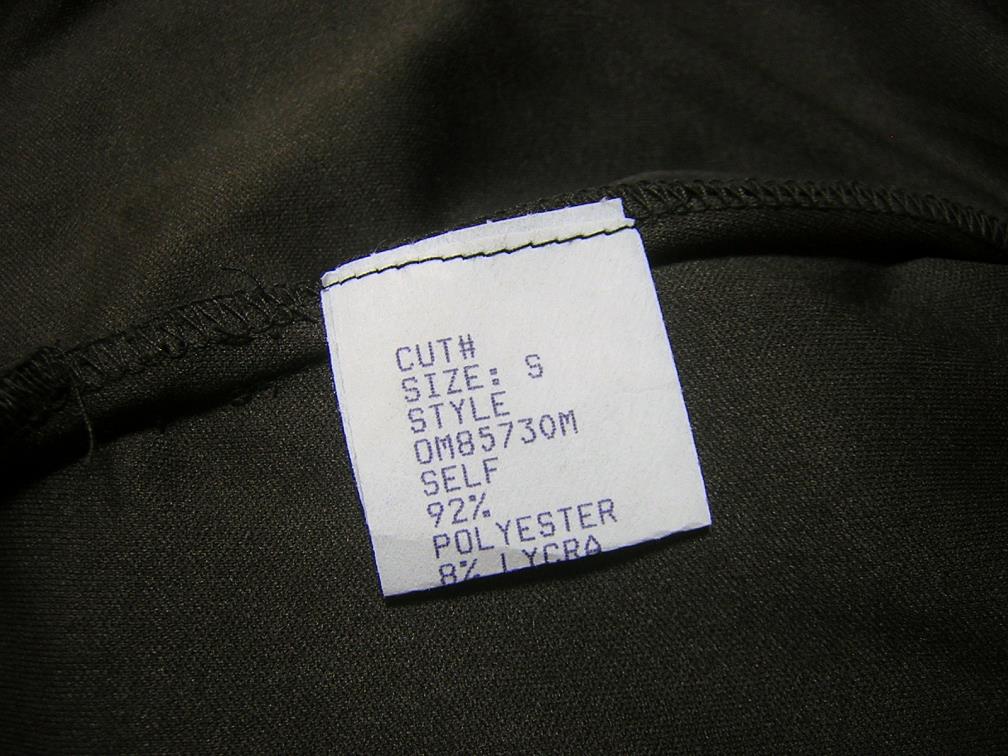 CUT#
SIZE: S
STYLE
OM85730M
SELF
92%
POLYESTER
8% LYCRA